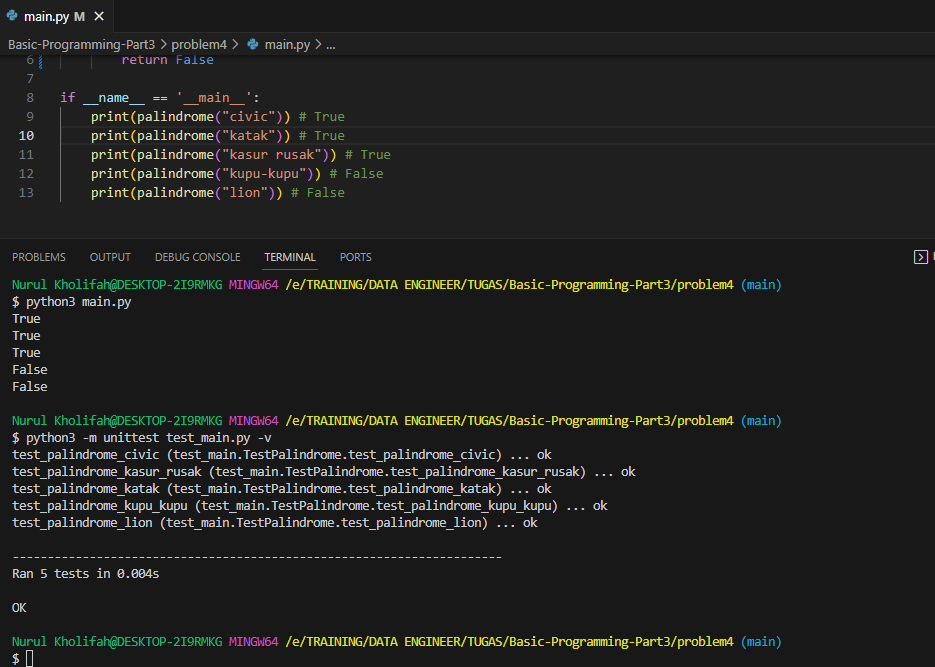 main.py M ×
Basic-Programming-Part3 > problem4 > main.py > ...
6 return False
7
8 if __name__ == '__main__':
9 print(palindrome("civic")) # True
10 print(palindrome("katak")) # True
11 print(palindrome("kasur rusak")) # True
12 print(palindrome("kupu-kupu")) # False
13 print(palindrome("lion")) # False
PROBLEMS OUTPUT DEBUG CONSOLE TERMINAL PORTS
Nurul Kholifah@DESKTOP-2I9RMKG MINGW64 /e/TRAINING/DATA ENGINEER/TUGAS/Basic-Programming-Part3/problem4 (main)
$ python3 main.py
True
True
True
False
False
Nurul Kholifah@DESKTOP-2I9RMKG MINGW64 /e/TRAINING/DATA ENGINEER/TUGAS/Basic-Programming-Part3/problem4 (main)
$ python3 -m unittest test_main.py -v
test_palindrome_civic (test_main.TestPalindrome.test_palindrome_civic) ... ok
test_palindrome_kasur_rusak (test_main.TestPalindrome.test_palindrome_kasur_rusak) ... ok
test_palindrome_katak (test_main.TestPalindrome.test_palindrome_katak) ... ok
test_palindrome_kupu_kupu (test_main.TestPalindrome.test_palindrome_kupu_kupu) ... ok
test_palindrome_lion (test_main.TestPalindrome.test_palindrome_lion) ... ok
----------------------------------------------------------------------
Ran 5 tests in 0.004s
OK
Nurul Kholifah@DESKTOP-2I9RMKG MINGW64 /e/TRAINING/DATA ENGINEER/TUGAS/Basic-Programming-Part3/problem4 (main)
$